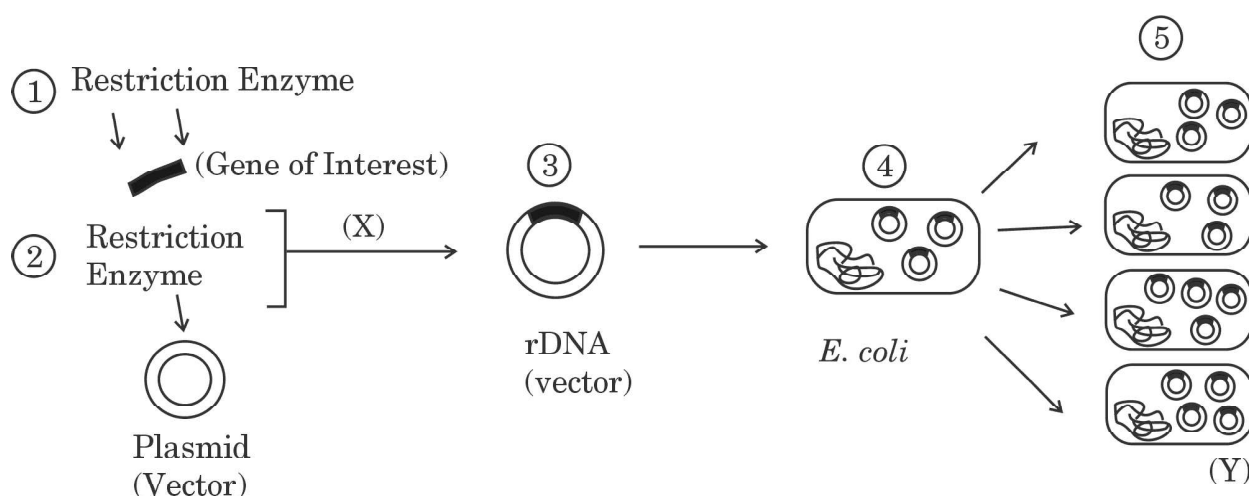 ① Restriction Enzyme
(Gene of Interest)
② Restriction
Enzyme
Plasmid
(Vector)
(X)
③
rDNA
(vector)
④
E. coli
⑤
(Y)